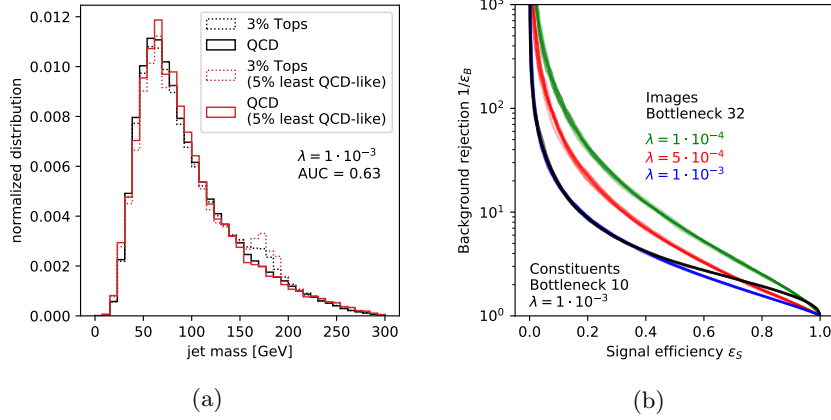 0.012
0.010
0.008
0.006
0.004
0.002
0.000
normalized distribution
3% Tops
QCD
3% Tops
(5% least QCD-like)
QCD
(5% least QCD-like)
λ = 1 · 10⁻³
AUC = 0.63
0 50 100 150 200 250 300
jet mass [GeV]
(a)
10³
10²
10¹
10⁰
Background rejection 1/ε_B
Images
Bottleneck 32
λ = 1 · 10⁻⁴
λ = 5 · 10⁻⁴
λ = 1 · 10⁻³
Constituents
Bottleneck 10
λ = 1 · 10⁻³
0.0 0.2 0.4 0.6 0.8 1.0
Signal efficiency ε_S
(b)